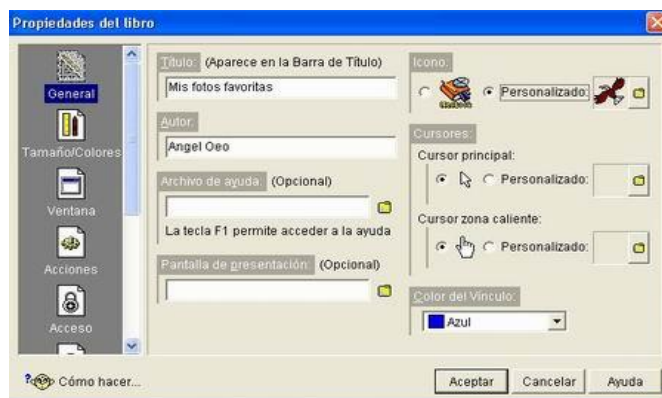 Propiedades del libro
General
Tamaño/Colores
Ventana
Acciones
Acceso
Título: (Aparece en la Barra de Título)
Mis fotos favoritas
Autor:
Angel Oeo
Archivo de ayuda: (Opcional)
La tecla F1 permite acceder a la ayuda
Pantalla de presentación: (Opcional)
Icono:
Personalizado:
Cursores:
Cursor principal:
Personalizado:
Cursor zona caliente:
Personalizado:
Color del Vínculo:
Azul
Cómo hacer...
Aceptar Cancelar Ayuda